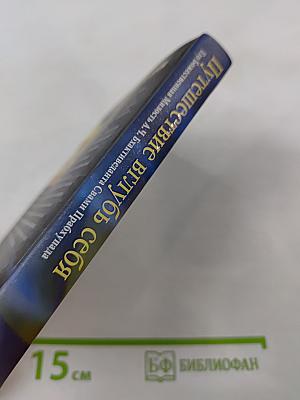 Путешествие вглубь себя
Его Божественная Милость А.Ч. Бхактиведанта Свами Прабхупада
15 см
БФ БИБЛИОФАН